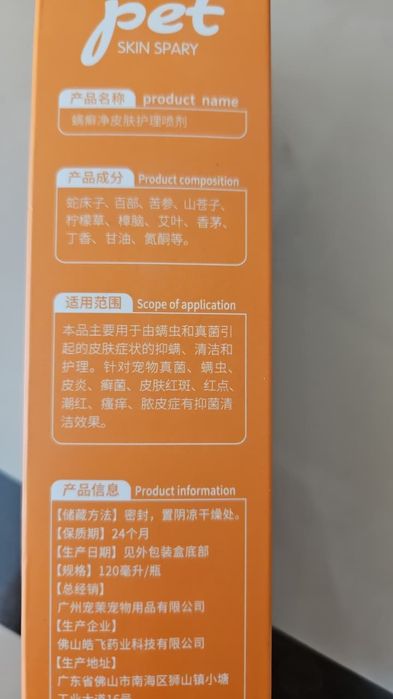 pet
SKIN SPARY
产品名称 product name
螨癣净皮肤护理喷剂
产品成分 Product composition
蛇床子、百部、苦参、山苍子、
柠檬草、樟脑、艾叶、香茅、
丁香、甘油、氮酮等。
适用范围 Scope of application
本品主要用于由螨虫和真菌引
起的皮肤症状的抑螨、清洁和
护理。针对宠物真菌、螨虫、
皮炎、癣菌、皮肤红斑、红点、
潮红、瘙痒、脓皮症有抑菌清
洁效果。
产品信息 Product information
【储藏方法】密封，置阴凉干燥处。
【保质期】24个月
【生产日期】见外包装盒底部
【规格】120毫升/瓶
【总经销】
广州宠茉宠物用品有限公司
【生产企业】
佛山皓飞药业科技有限公司
【生产地址】
广东省佛山市南海区狮山镇小塘
工业大道16号